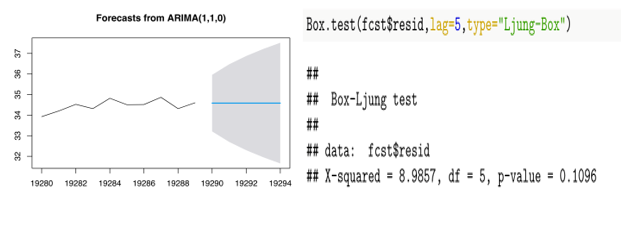 Forecasts from ARIMA(1,1,0)
37
36
35
34
33
32
19280 19282 19284 19286 19288 19290 19292 19294
Box.test(fcst$resid,lag=5,type="Ljung-Box")
##
## Box-Ljung test
##
## data: fcst$resid
## X-squared = 8.9857, df = 5, p-value = 0.1096